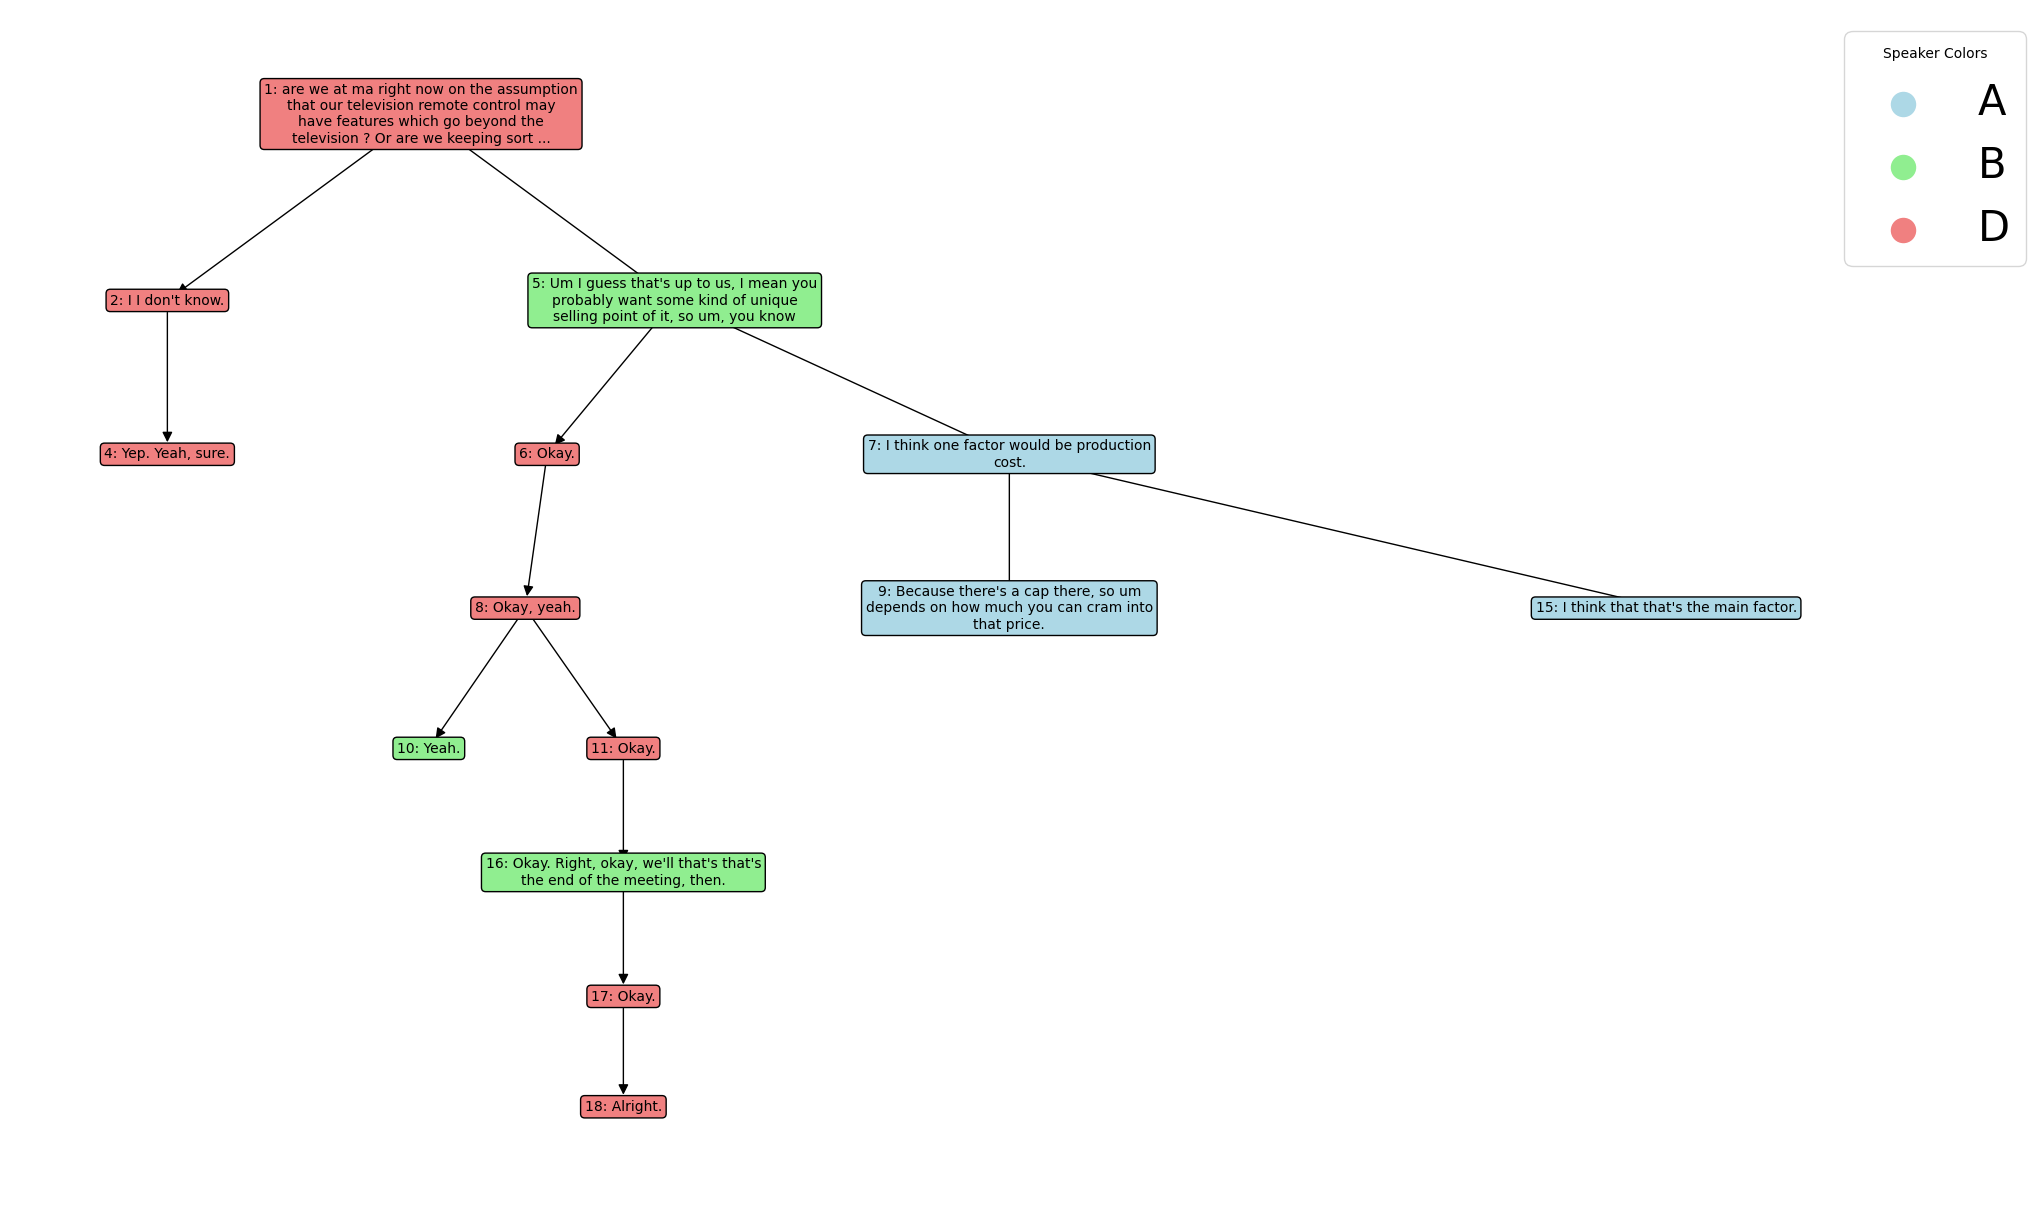 Speaker Colors
A
B
D
1: are we at ma right now on the assumption
that our television remote control may
have features which go beyond the
television ? Or are we keeping sort ...
2: I I don't know.
5: Um I guess that's up to us, I mean you
probably want some kind of unique
selling point of it, so um, you know
4: Yep. Yeah, sure.
6: Okay.
7: I think one factor would be production
cost.
8: Okay, yeah.
9: Because there's a cap there, so um
depends on how much you can cram into
that price.
15: I think that that's the main factor.
10: Yeah.
11: Okay.
16: Okay. Right, okay, we'll that's that's
the end of the meeting, then.
17: Okay.
18: Alright.